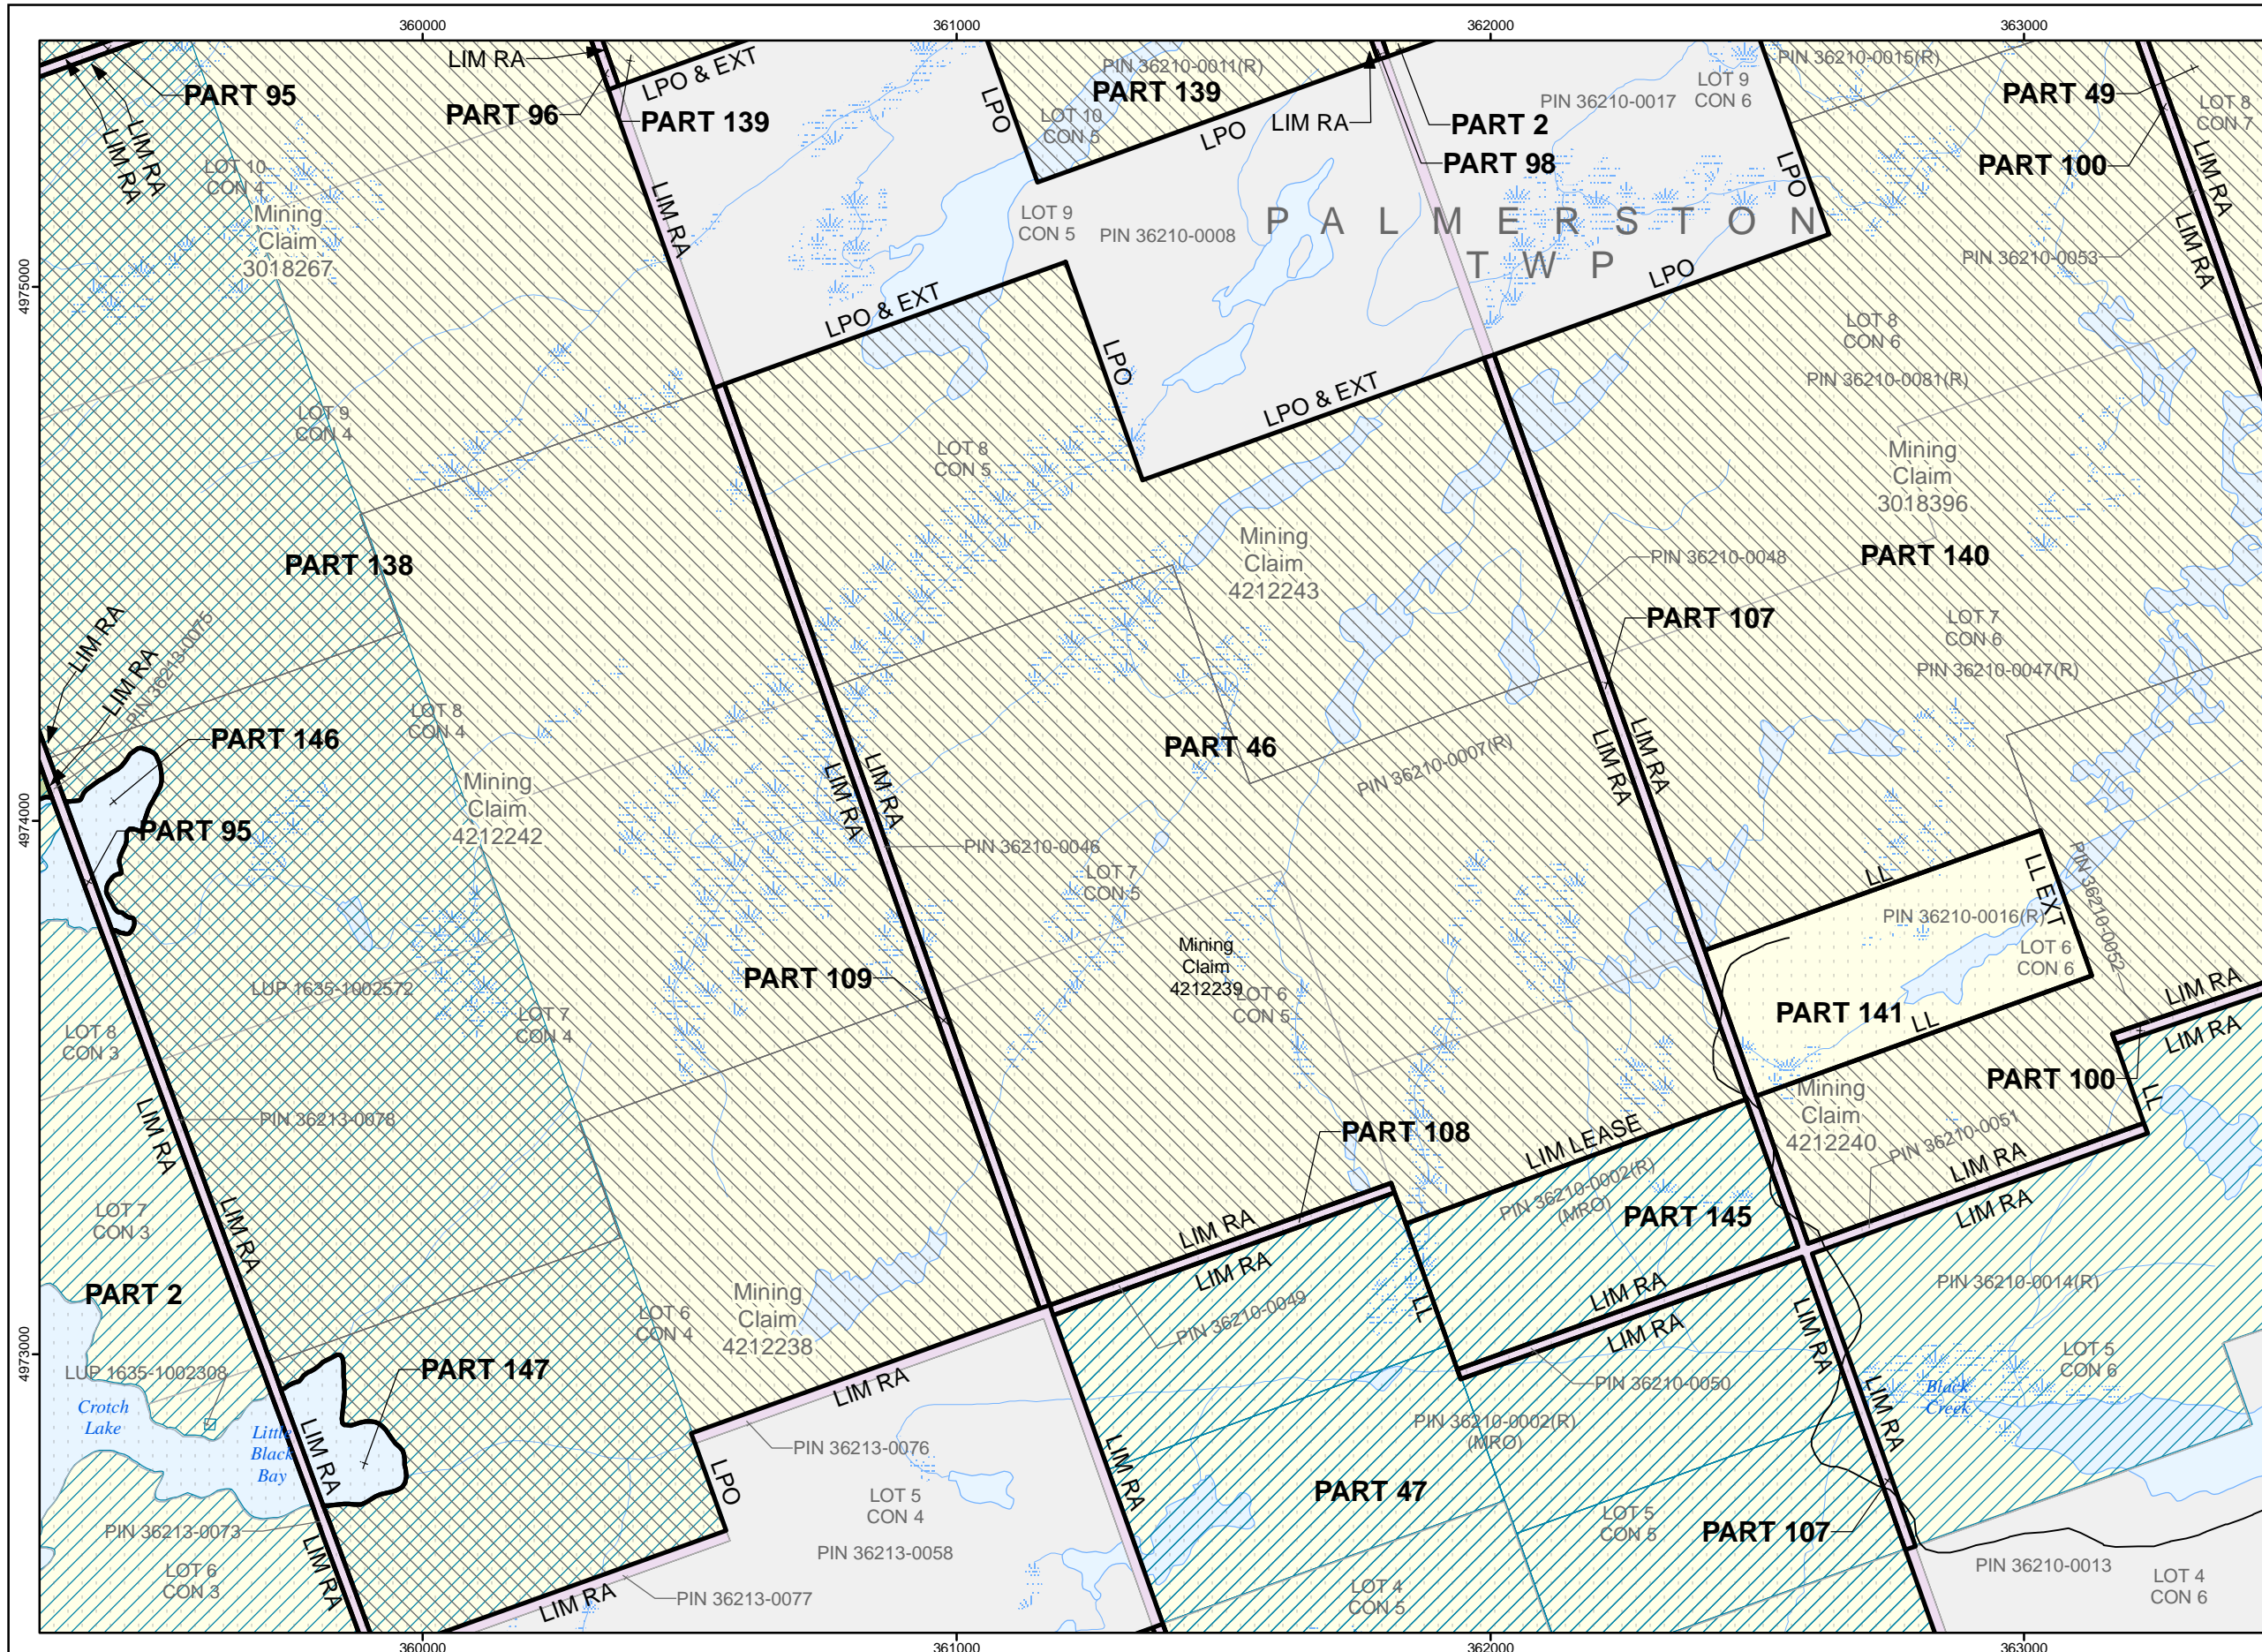 360000
361000
362000
363000
LIM RA
LPO & EXT
PIN 36210-0011(R)
PIN 36210-0015(R)
PART 95
PART 96
PART 139
LPO
LOT 10
CON 5
PART 139
LPO
LIM RA
PART 2
PART 98
PIN 36210-0017
LOT 9
CON 6
PART 49
LOT 8
CON 7
PART 100
LIM RA
LIM RA
LOT 10
CON 4
Mining
Claim
3018267
LIM RA
LOT 9
CON 5
PIN 36210-0008
PALMERSTON
TWP
LPO
LPO
LIM RA
LIM RA
PIN 36210-0053
4975000
LPO & EXT
LPO
LPO & EXT
LOT 8
CON 6
PIN 36210-0081(R)
LOT 9
CON 4
LOT 8
CON 5
Mining
Claim
3018396
Mining
Claim
4212243
PART 138
PIN 36210-0048
PART 140
PART 107
LOT 7
CON 6
PIN 36210-0047(R)
LIM RA
LIM RA
PIN 36213-0075
PART 146
LOT 8
CON 4
PART 46
PIN 36210-0007(R)
LIM RA
LIM RA
Mining
Claim
4212242
LIM RA
LIM RA
4974000
PART 95
PIN 36210-0046
LOT 7
CON 5
LL
LL EXT
PIN 36210-0052
PIN 36210-0016(R)
LOT 6
CON 6
PART 109
Mining
Claim
4212239
LOT 6
CON 5
LUP 1635-1002572
LOT 7
CON 4
LOT 8
CON 3
PART 141
LL
LIM RA
LIM RA
PART 100
LL
PIN 36213-0078
LIM RA
Mining
Claim
4212240
PIN 36210-0051
PART 108
LIM LEASE
PIN 36210-0002(R)
(MRO)
PART 145
LIM RA
LIM RA
LOT 7
CON 3
LIM RA
LIM RA
LIM RA
PART 2
Mining
Claim
4212238
LOT 6
CON 4
PIN 36210-0049
LL
LIM RA
LIM RA
LIM RA
PIN 36210-0014(R)
4973000
LUP 1635-1002308
PART 147
LIM RA
PIN 36210-0050
LOT 5
CON 6
Black
Creek
Crotch
Lake
Little
Black
Bay
LIM RA
PIN 36213-0076
LIM RA
PIN 36210-0002(R)
(MRO)
LIM RA
LPO
LOT 5
CON 4
PART 47
LOT 5
CON 5
PART 107
PIN 36213-0073
LIM RA
PIN 36213-0058
PIN 36210-0013
LOT 6
CON 3
LIM RA
PIN 36213-0077
LOT 4
CON 5
LOT 4
CON 6
360000
361000
362000
363000